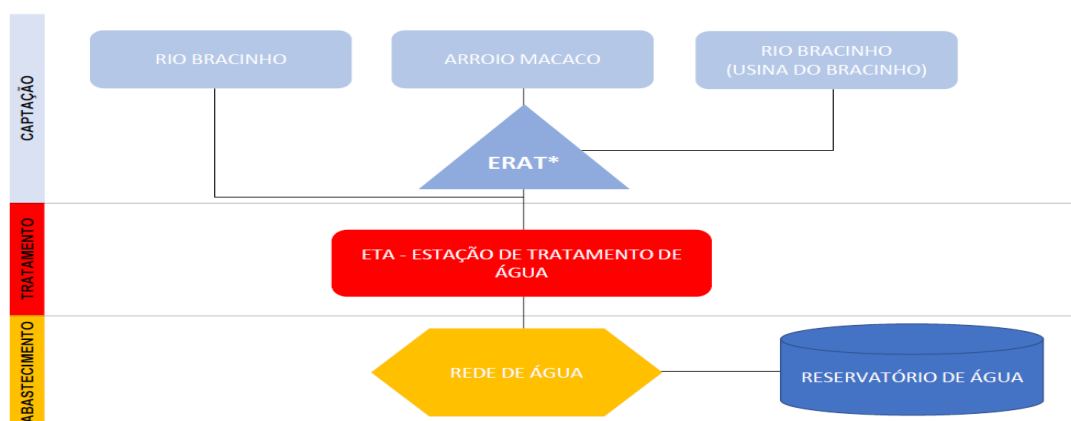 CAPTAÇÃO
RIO BRACINHO
ARROIO MACACO
RIO BRACINHO
(USINA DO BRACINHO)
ERAT*
TRATAMENTO
ETA - ESTAÇÃO DE TRATAMENTO DE
ÁGUA
ABASTECIMENTO
REDE DE ÁGUA
RESERVATÓRIO DE ÁGUA